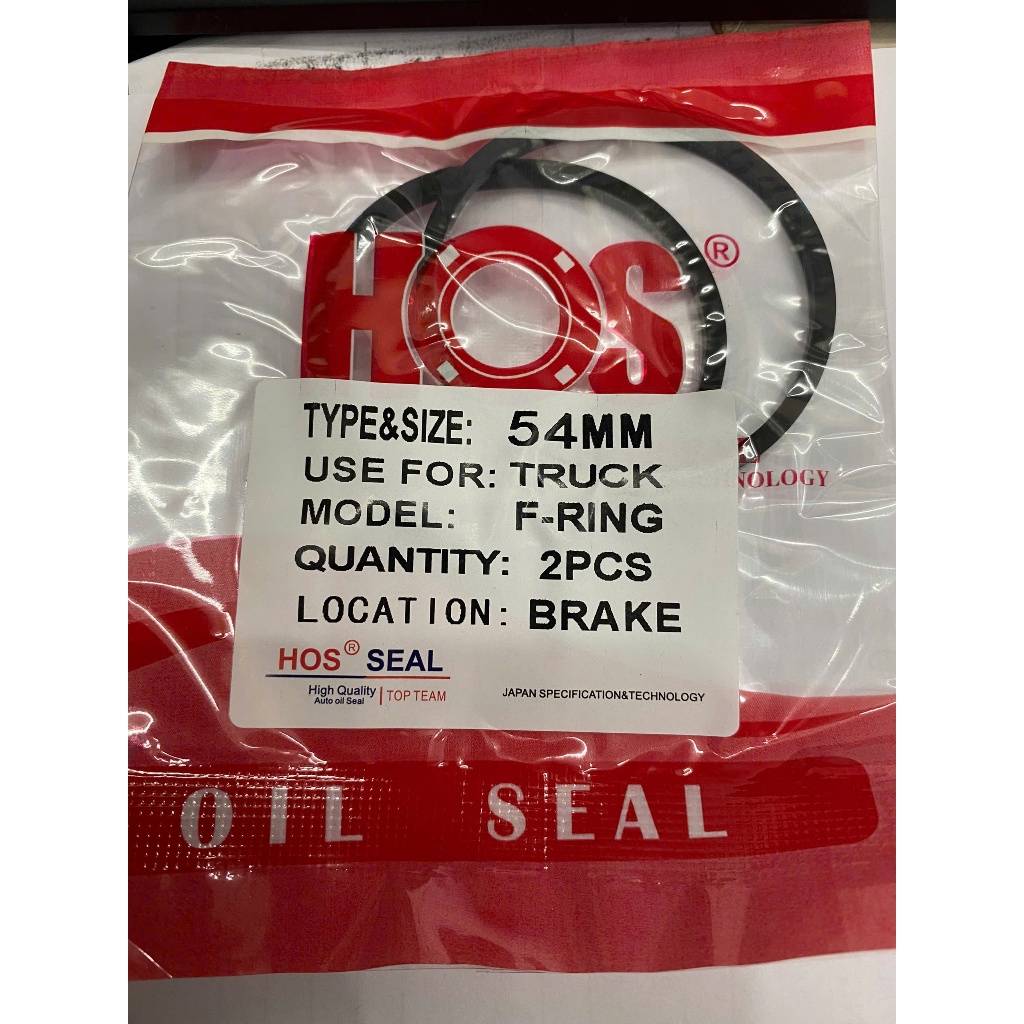 HOS®
NOLOGY
TYPE&SIZE: 54MM
USE FOR: TRUCK
MODEL: F-RING
QUANTITY: 2PCS
LOCATION: BRAKE
HOS® SEAL
High Quality
Auto oil Seal
TOP TEAM
JAPAN SPECIFICATION&TECHNOLOGY
OIL SEAL